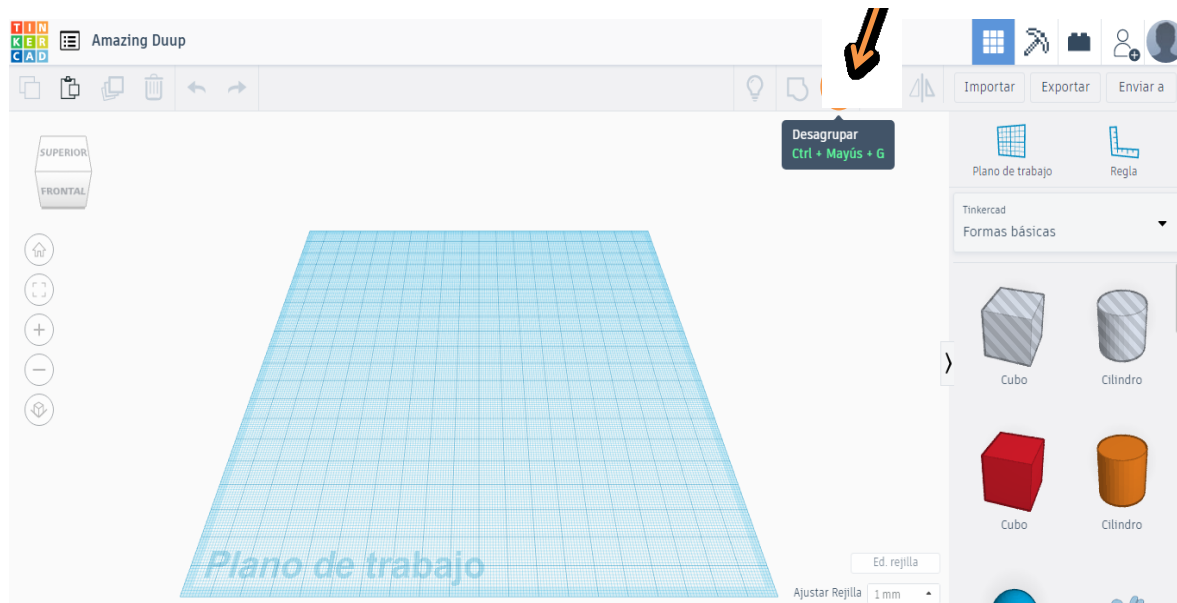 TIN
KER
CAD
Amazing Duup
Importar
Exportar
Enviar a
Desagrupar
Ctrl + Mayús + G
SUPERIOR
FRONTAL
Plano de trabajo
Regla
Tinkercad
Formas básicas
Cubo
Cilindro
Cubo
Cilindro
Plano de trabajo
Ed. rejilla
Ajustar Rejilla
1 mm